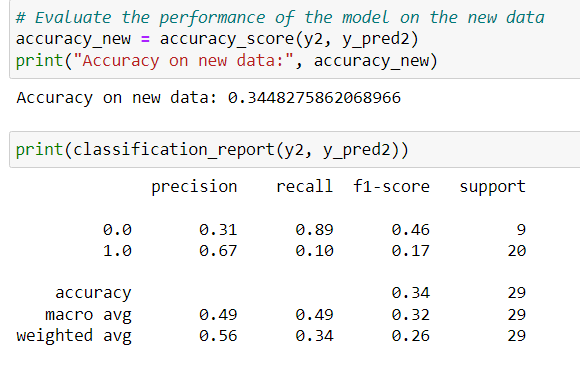 # Evaluate the performance of the model on the new data
accuracy_new = accuracy_score(y2, y_pred2)
print("Accuracy on new data:", accuracy_new)
Accuracy on new data: 0.3448275862068966
print(classification_report(y2, y_pred2))
precision recall f1-score support
0.0 0.31 0.89 0.46 9
1.0 0.67 0.10 0.17 20
accuracy 0.34 29
macro avg 0.49 0.49 0.32 29
weighted avg 0.56 0.34 0.26 29